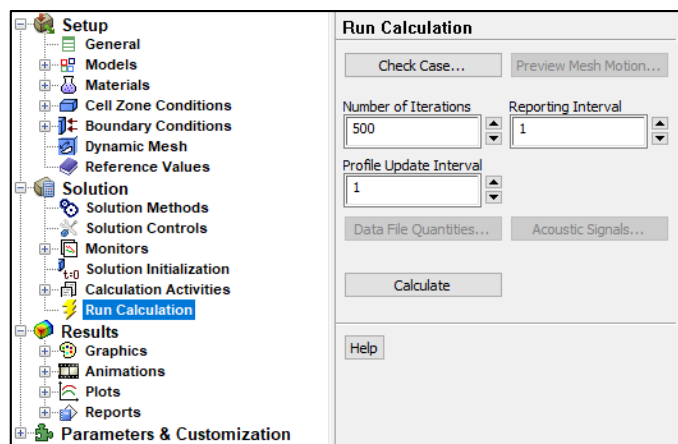 Setup
General
Models
Materials
Cell Zone Conditions
Boundary Conditions
Dynamic Mesh
Reference Values
Solution
Solution Methods
Solution Controls
Monitors
t=0
Solution Initialization
Calculation Activities
Run Calculation
Results
Graphics
Animations
Plots
Reports
Parameters & Customization
Run Calculation
Check Case... Preview Mesh Motion...
Number of Iterations Reporting Interval
500 1
Profile Update Interval
1
Data File Quantities... Acoustic Signals...
Calculate
Help